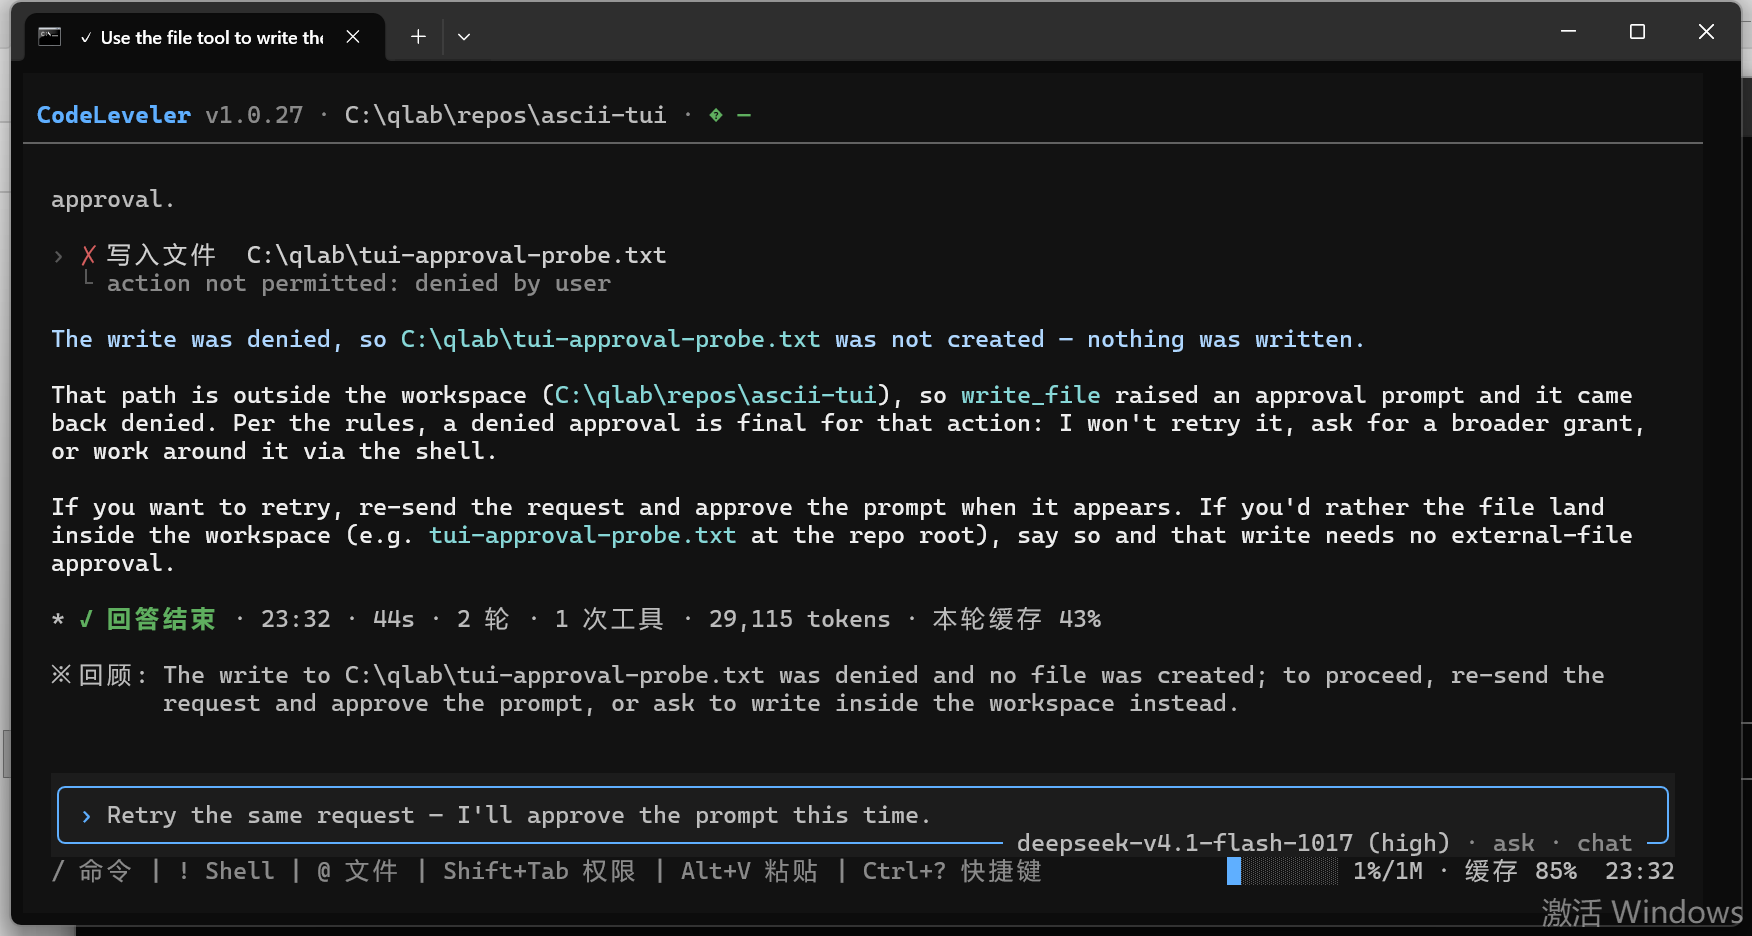 ✓ Use the file tool to write the
CodeLeveler v1.0.27 · C:\qlab\repos\ascii-tui · � —
approval.
› ✗ 写入文件 C:\qlab\tui-approval-probe.txt
└ action not permitted: denied by user
The write was denied, so C:\qlab\tui-approval-probe.txt was not created — nothing was written.
That path is outside the workspace (C:\qlab\repos\ascii-tui), so write_file raised an approval prompt and it came
back denied. Per the rules, a denied approval is final for that action: I won't retry it, ask for a broader grant,
or work around it via the shell.
If you want to retry, re-send the request and approve the prompt when it appears. If you'd rather the file land
inside the workspace (e.g. tui-approval-probe.txt at the repo root), say so and that write needs no external-file
approval.
* ✓ 回答结束 · 23:32 · 44s · 2 轮 · 1 次工具 · 29,115 tokens · 本轮缓存 43%
※ 回顾: The write to C:\qlab\tui-approval-probe.txt was denied and no file was created; to proceed, re-send the
request and approve the prompt, or ask to write inside the workspace instead.
› Retry the same request — I'll approve the prompt this time.
deepseek-v4.1-flash-1017 (high) · ask · chat
/ 命令 | ! Shell | @ 文件 | Shift+Tab 权限 | Alt+V 粘贴 | Ctrl+? 快捷键 1%/1M · 缓存 85% 23:32
激活 Windows